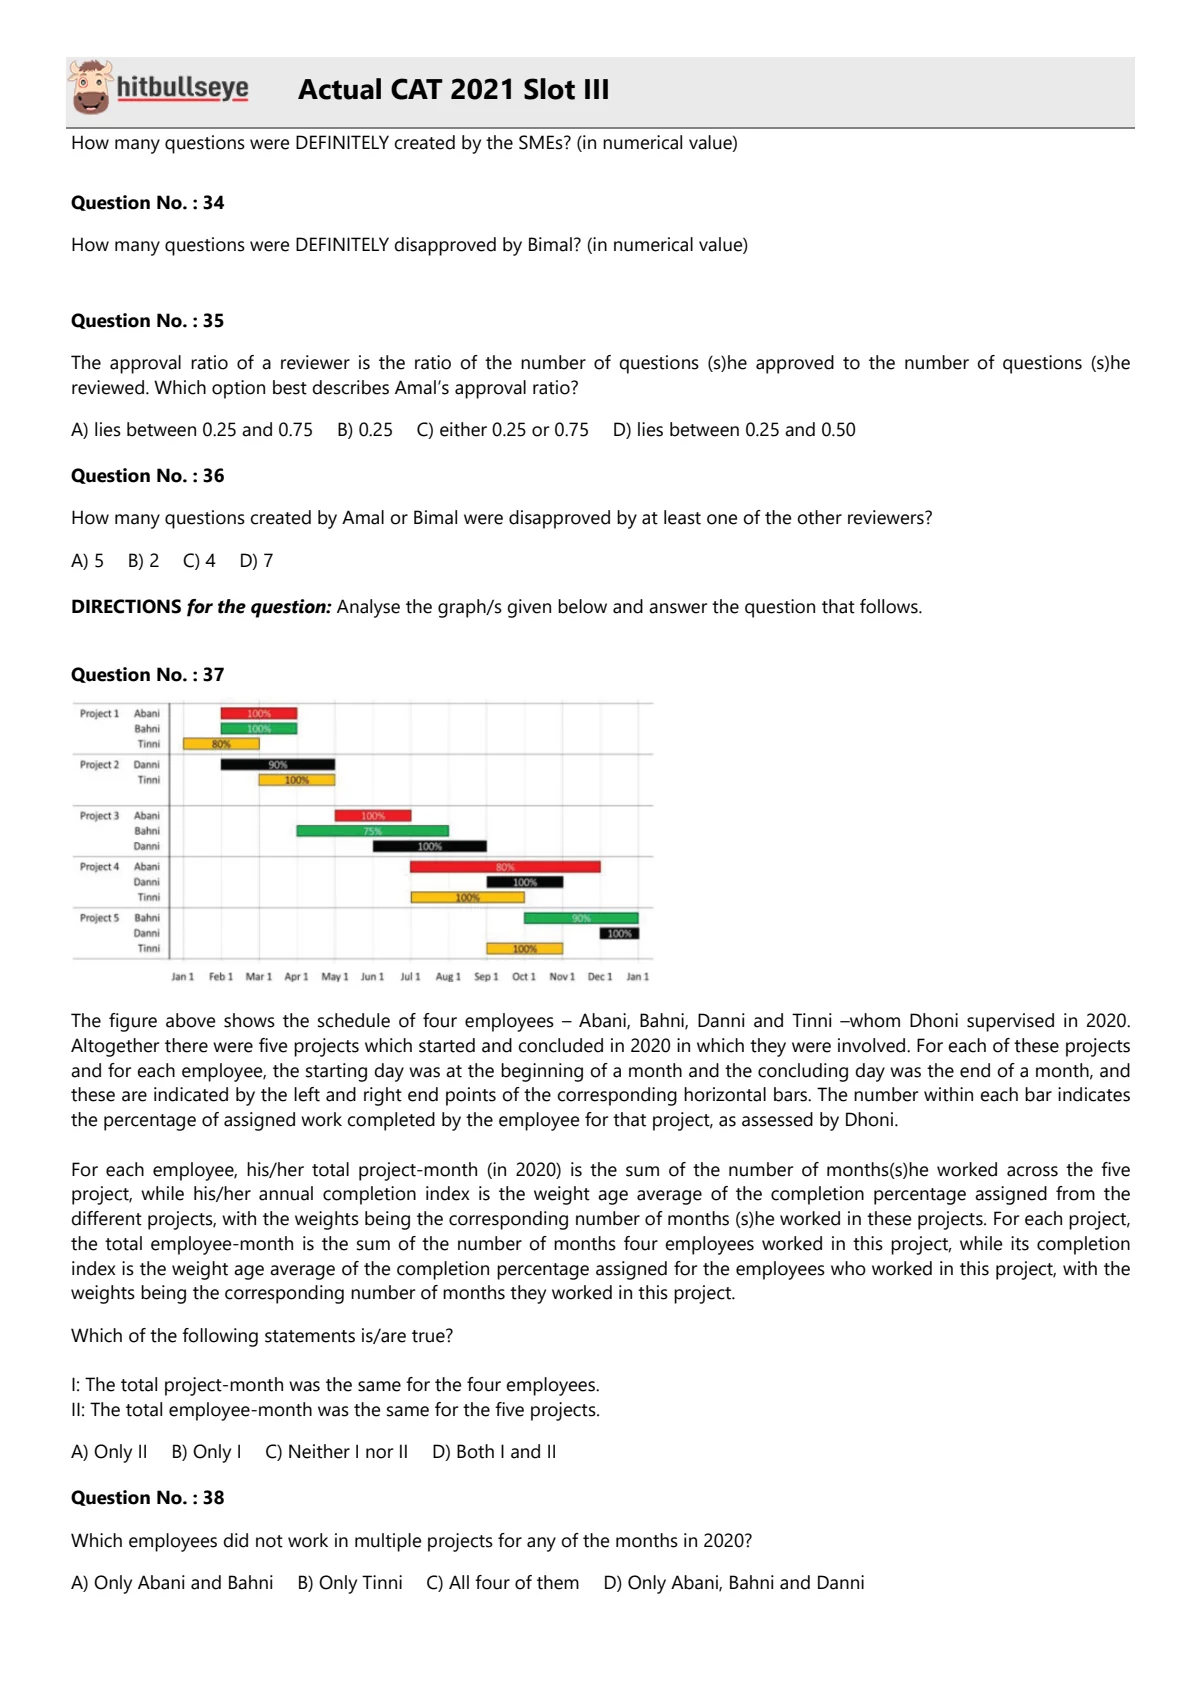 hitbullseye Actual CAT 2021 Slot III
How many questions were DEFINITELY created by the SMEs? (in numerical value)
Question No. : 34
How many questions were DEFINITELY disapproved by Bimal? (in numerical value)
Question No. : 35
The approval ratio of a reviewer is the ratio of the number of questions (s)he approved to the number of questions (s)he
reviewed. Which option best describes Amal's approval ratio?
A) lies between 0.25 and 0.75 B) 0.25 C) either 0.25 or 0.75 D) lies between 0.25 and 0.50
Question No. : 36
How many questions created by Amal or Bimal were disapproved by at least one of the other reviewers?
A) 5 B) 2 C) 4 D) 7
DIRECTIONS for the question: Analyse the graph/s given below and answer the question that follows.
Question No. : 37
Project 1 Abani 100%
Bahni 100%
Tinni 80%
Project 2 Danni 90%
Tinni 100%
Project 3 Abani 100%
Bahni 75%
Danni 100%
Project 4 Abani 80%
Danni 100%
Tinni 100%
Project 5 Bahni 90%
Danni 100%
Tinni 100%
Jan 1 Feb 1 Mar 1 Apr 1 May 1 Jun 1 Jul 1 Aug 1 Sep 1 Oct 1 Nov 1 Dec 1 Jan 1
The figure above shows the schedule of four employees – Abani, Bahni, Danni and Tinni –whom Dhoni supervised in 2020.
Altogether there were five projects which started and concluded in 2020 in which they were involved. For each of these projects
and for each employee, the starting day was at the beginning of a month and the concluding day was the end of a month, and
these are indicated by the left and right end points of the corresponding horizontal bars. The number within each bar indicates
the percentage of assigned work completed by the employee for that project, as assessed by Dhoni.
For each employee, his/her total project-month (in 2020) is the sum of the number of months(s)he worked across the five
project, while his/her annual completion index is the weight age average of the completion percentage assigned from the
different projects, with the weights being the corresponding number of months (s)he worked in these projects. For each project,
the total employee-month is the sum of the number of months four employees worked in this project, while its completion
index is the weight age average of the completion percentage assigned for the employees who worked in this project, with the
weights being the corresponding number of months they worked in this project.
Which of the following statements is/are true?
I: The total project-month was the same for the four employees.
II: The total employee-month was the same for the five projects.
A) Only II B) Only I C) Neither I nor II D) Both I and II
Question No. : 38
Which employees did not work in multiple projects for any of the months in 2020?
A) Only Abani and Bahni B) Only Tinni C) All four of them D) Only Abani, Bahni and Danni